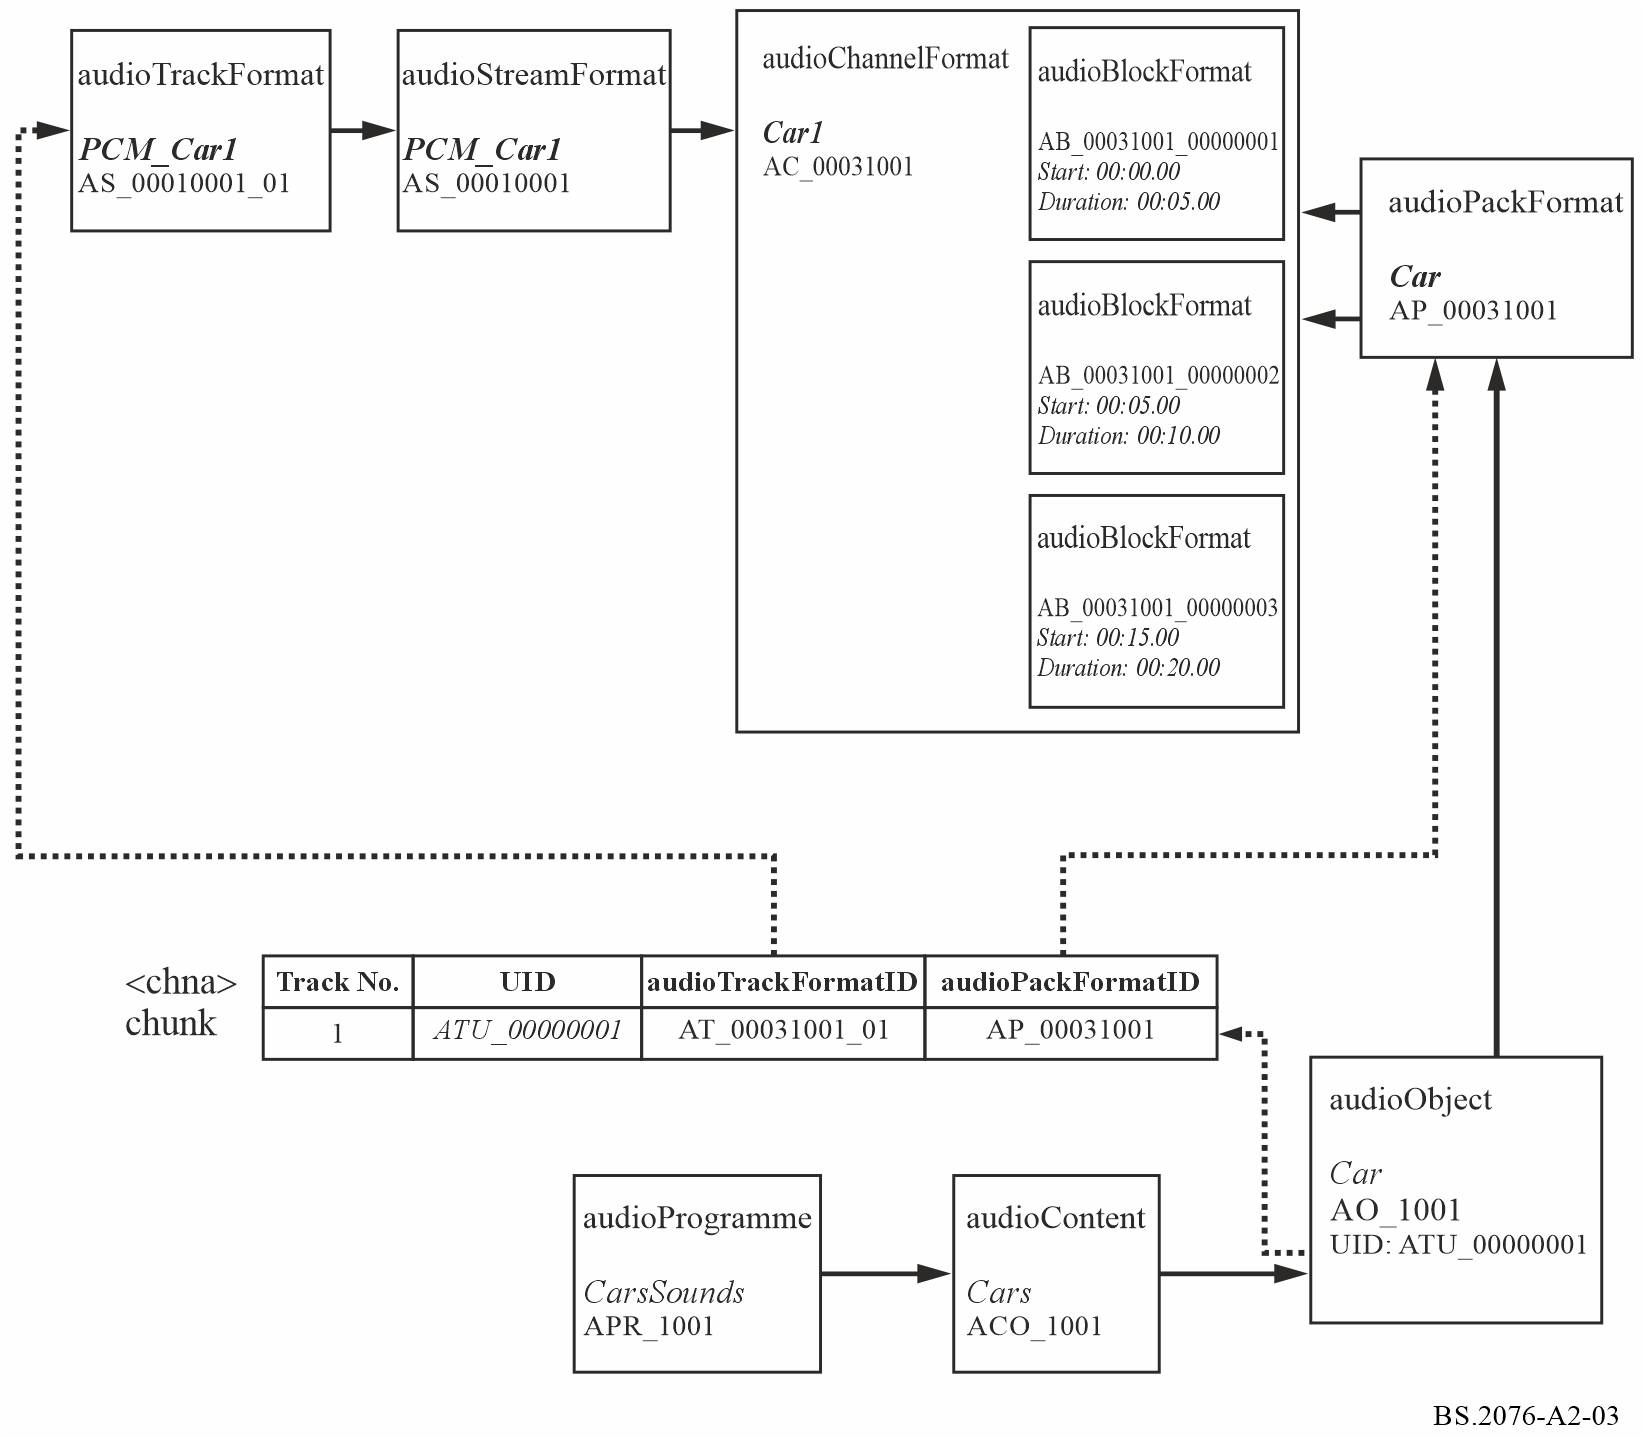 audioTrackFormat
PCM_Car1
AS_00010001_01
audioStreamFormat
PCM_Car1
AS_00010001
audioChannelFormat
Car1
AC_00031001
audioBlockFormat
AB_00031001_00000001
Start: 00:00.00
Duration: 00:05.00
audioBlockFormat
AB_00031001_00000002
Start: 00:05.00
Duration: 00:10.00
audioBlockFormat
AB_00031001_00000003
Start: 00:15.00
Duration: 00:20.00
audioPackFormat
Car
AP_00031001
<chna>
chunk
Track No. UID audioTrackFormatID audioPackFormatID
1 ATU_00000001 AT_00031001_01 AP_00031001
audioObject
Car
AO_1001
UID: ATU_00000001
audioProgramme
CarsSounds
APR_1001
audioContent
Cars
ACO_1001
BS.2076-A2-03